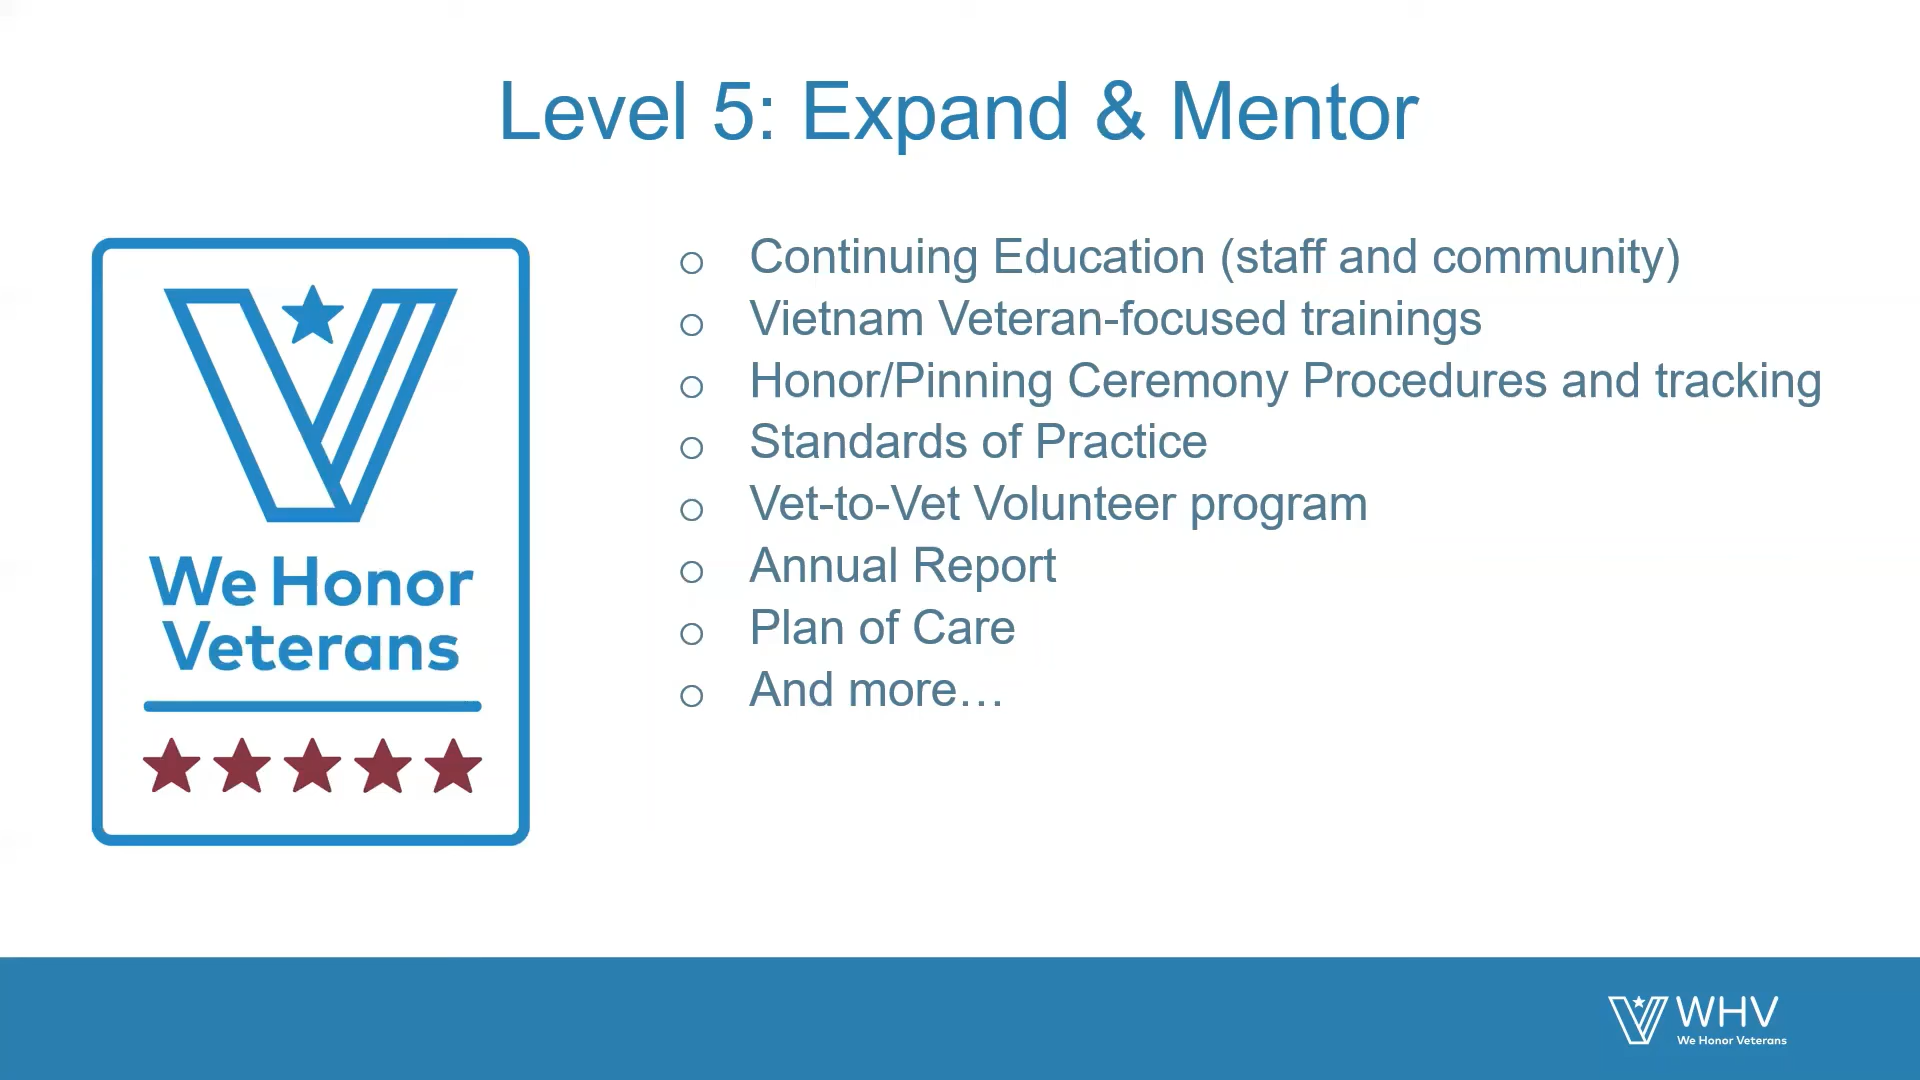 Level 5: Expand & Mentor
We Honor
Veterans
o Continuing Education (staff and community)
o Vietnam Veteran-focused trainings
o Honor/Pinning Ceremony Procedures and tracking
o Standards of Practice
o Vet-to-Vet Volunteer program
o Annual Report
o Plan of Care
o And more…
WHV
We Honor Veterans